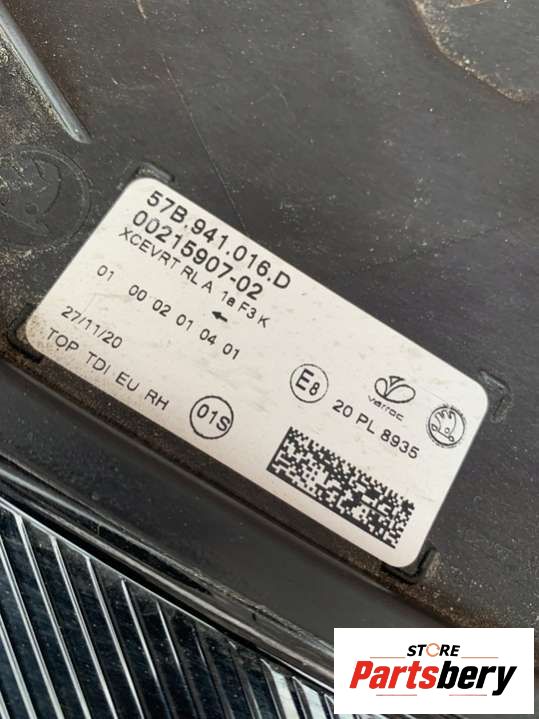 57B.941.016.D
00215907-02
XCEVRT RL A 1a F3 K
01 00 02 01 04 01
27/11/20
TOP TDI EU RH
01S
E8
20 PL 8935
varroc
STORE
Partsbery